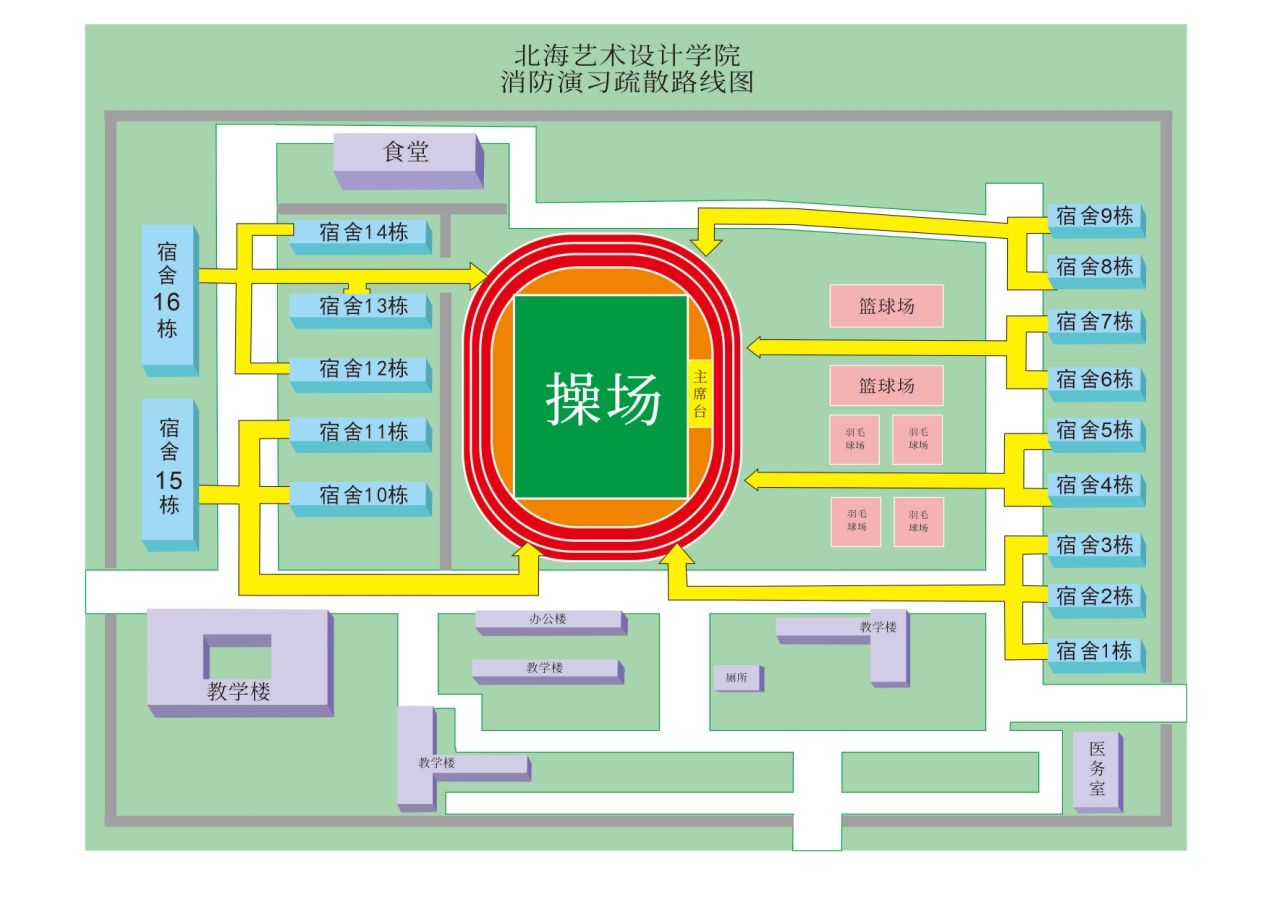 北海艺术设计学院
消防演习疏散路线图
食堂
宿舍14栋
宿舍13栋
宿舍12栋
宿舍11栋
宿舍10栋
宿
舍
16
栋
宿
舍
15
栋
操场
主
席
台
篮球场
篮球场
羽毛
球场
羽毛
球场
羽毛
球场
羽毛
球场
宿舍9栋
宿舍8栋
宿舍7栋
宿舍6栋
宿舍5栋
宿舍4栋
宿舍3栋
宿舍2栋
宿舍1栋
教学楼
办公楼
教学楼
教学楼
厕所
教学楼
医
务
室